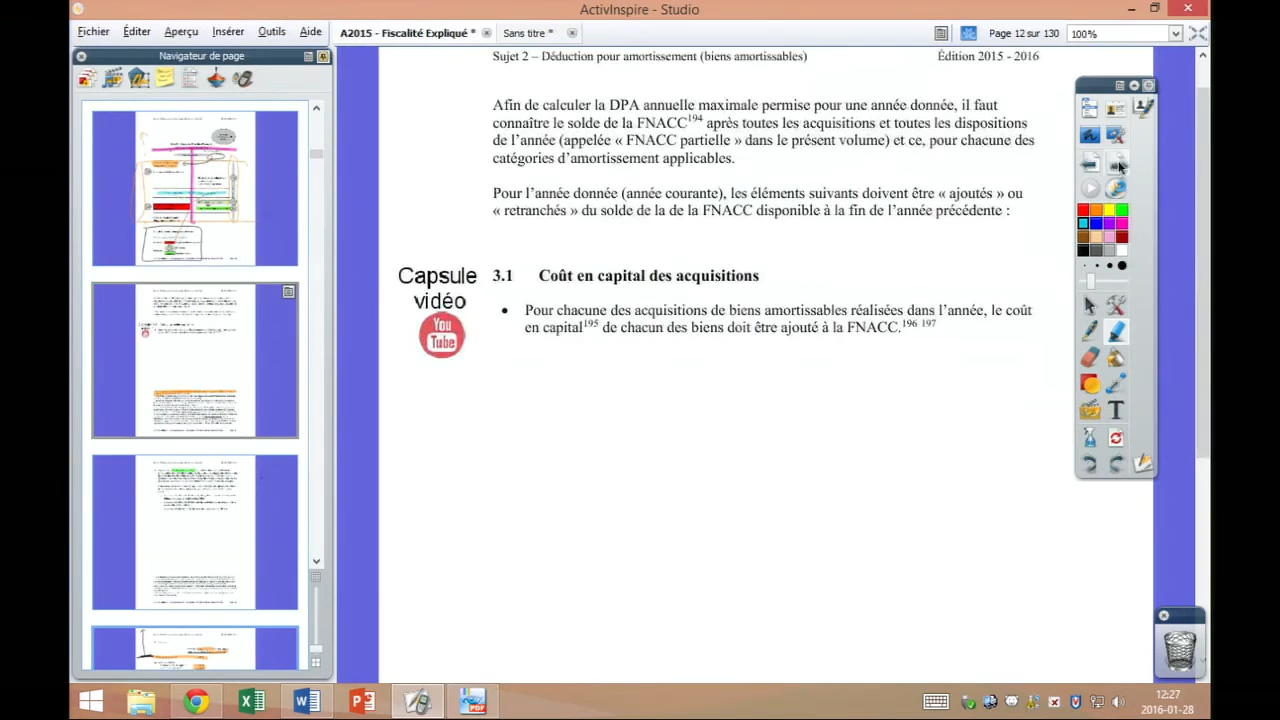 ActivInspire - Studio
Fichier Éditer Aperçu Insérer Outils Aide
A2015 - Fiscalité Expliqué *
Sans titre *
Page 12 sur 130
100%
Navigateur de page
Sujet 2 – Déduction pour amortissement (biens amortissables) Édition 2015 - 2016
Afin de calculer la DPA annuelle maximale permise pour une année donnée, il faut
connaître le solde de la FNACC194 après toutes les acquisitions et toutes les dispositions
de l'année (appelée « FNACC partielle » dans le présent volume) et ce, pour chacune des
catégories d'amortissement applicables.
Pour l'année donnée (courante), les éléments suivants sont « ajoutés » ou
« retranchés » du solde de la de la FNACC disponible à la fin de l'année précédente :
Capsule
vidéo
You
Tube
3.1 Coût en capital des acquisitions
• Pour chacune des acquisitions de biens amortissables réalisées dans l'année, le coût
en capital195 de chacun des biens doit être ajouté à la FNACC.196 197
12:27
2016-01-28